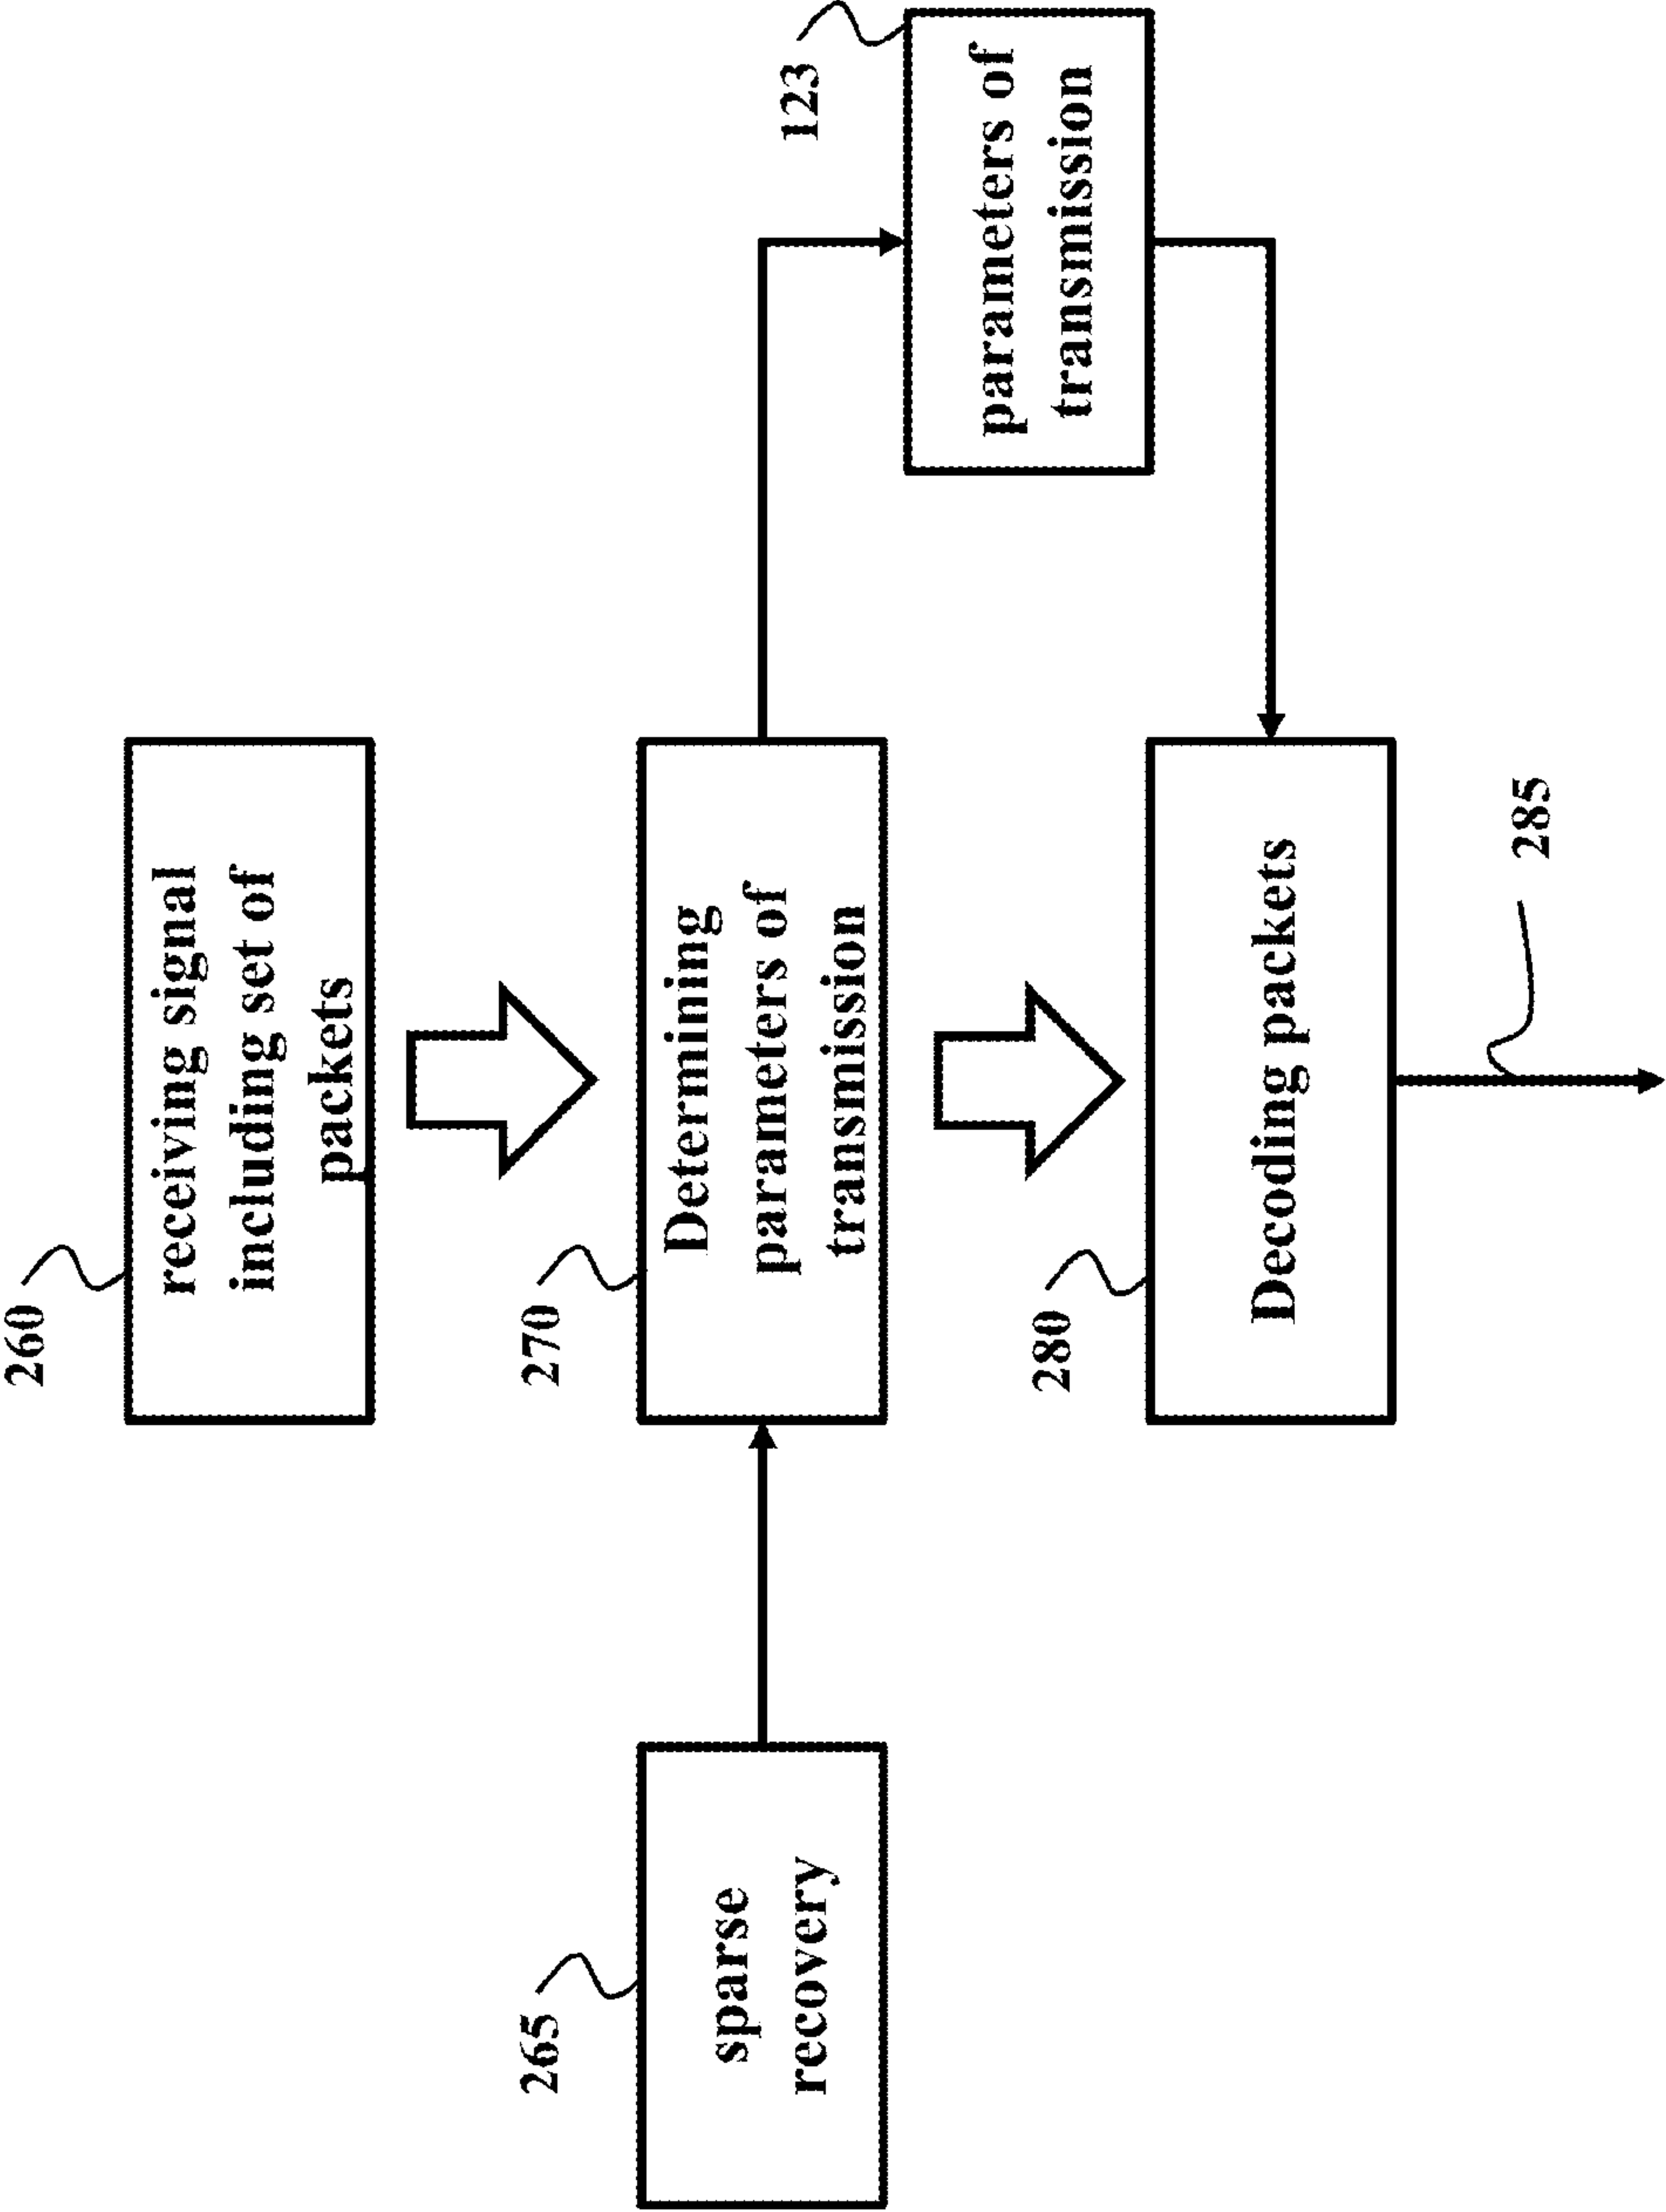 260
receiving signal
including set of
packets
265
sparse
recovery
270
Determining
parameters of
transmission
123
parameters of
transmission
280
Decoding packets
285